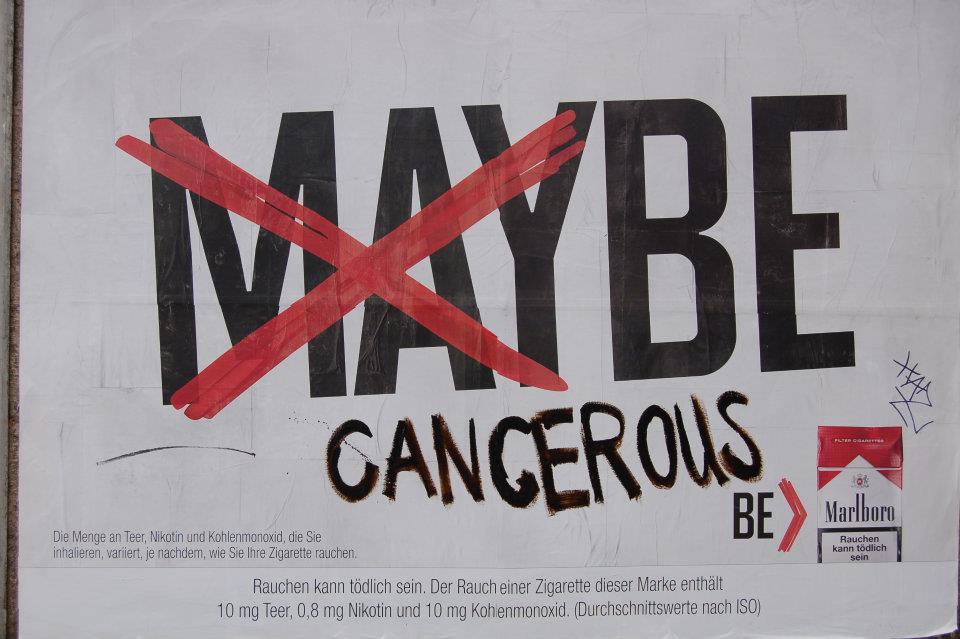 MAYBE
CANCEROUS
BE
FILTER CIGARETTES
Marlboro
Rauchen
kann tödlich
sein
Die Menge an Teer, Nikotin und Kohlenmonoxid, die Sie
inhalieren, variiert, je nachdem, wie Sie Ihre Zigarette rauchen.
Rauchen kann tödlich sein. Der Rauch einer Zigarette dieser Marke enthält
10 mg Teer, 0,8 mg Nikotin und 10 mg Kohlenmonoxid. (Durchschnittswerte nach ISO)